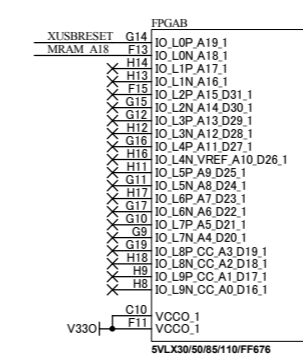 FPGAB
XUSBRESET G14 IO_L0P_A19_1
MRAM_A18 F13 IO_L0N_A18_1
H14 IO_L1P_A17_1
H13 IO_L1N_A16_1
F15 IO_L2P_A15_D31_1
G15 IO_L2N_A14_D30_1
G12 IO_L3P_A13_D29_1
H12 IO_L3N_A12_D28_1
G16 IO_L4P_A11_D27_1
H16 IO_L4N_VREF_A10_D26_1
H11 IO_L5P_A9_D25_1
G11 IO_L5N_A8_D24_1
H17 IO_L6P_A7_D23_1
G17 IO_L6N_A6_D22_1
G10 IO_L7P_A5_D21_1
G9 IO_L7N_A4_D20_1
G19 IO_L8P_CC_A3_D19_1
H18 IO_L8N_CC_A2_D18_1
H9 IO_L9P_CC_A1_D17_1
H8 IO_L9N_CC_A0_D16_1
C10 VCCO_1
V33O F11 VCCO_1
5VLX30/50/85/110/FF676